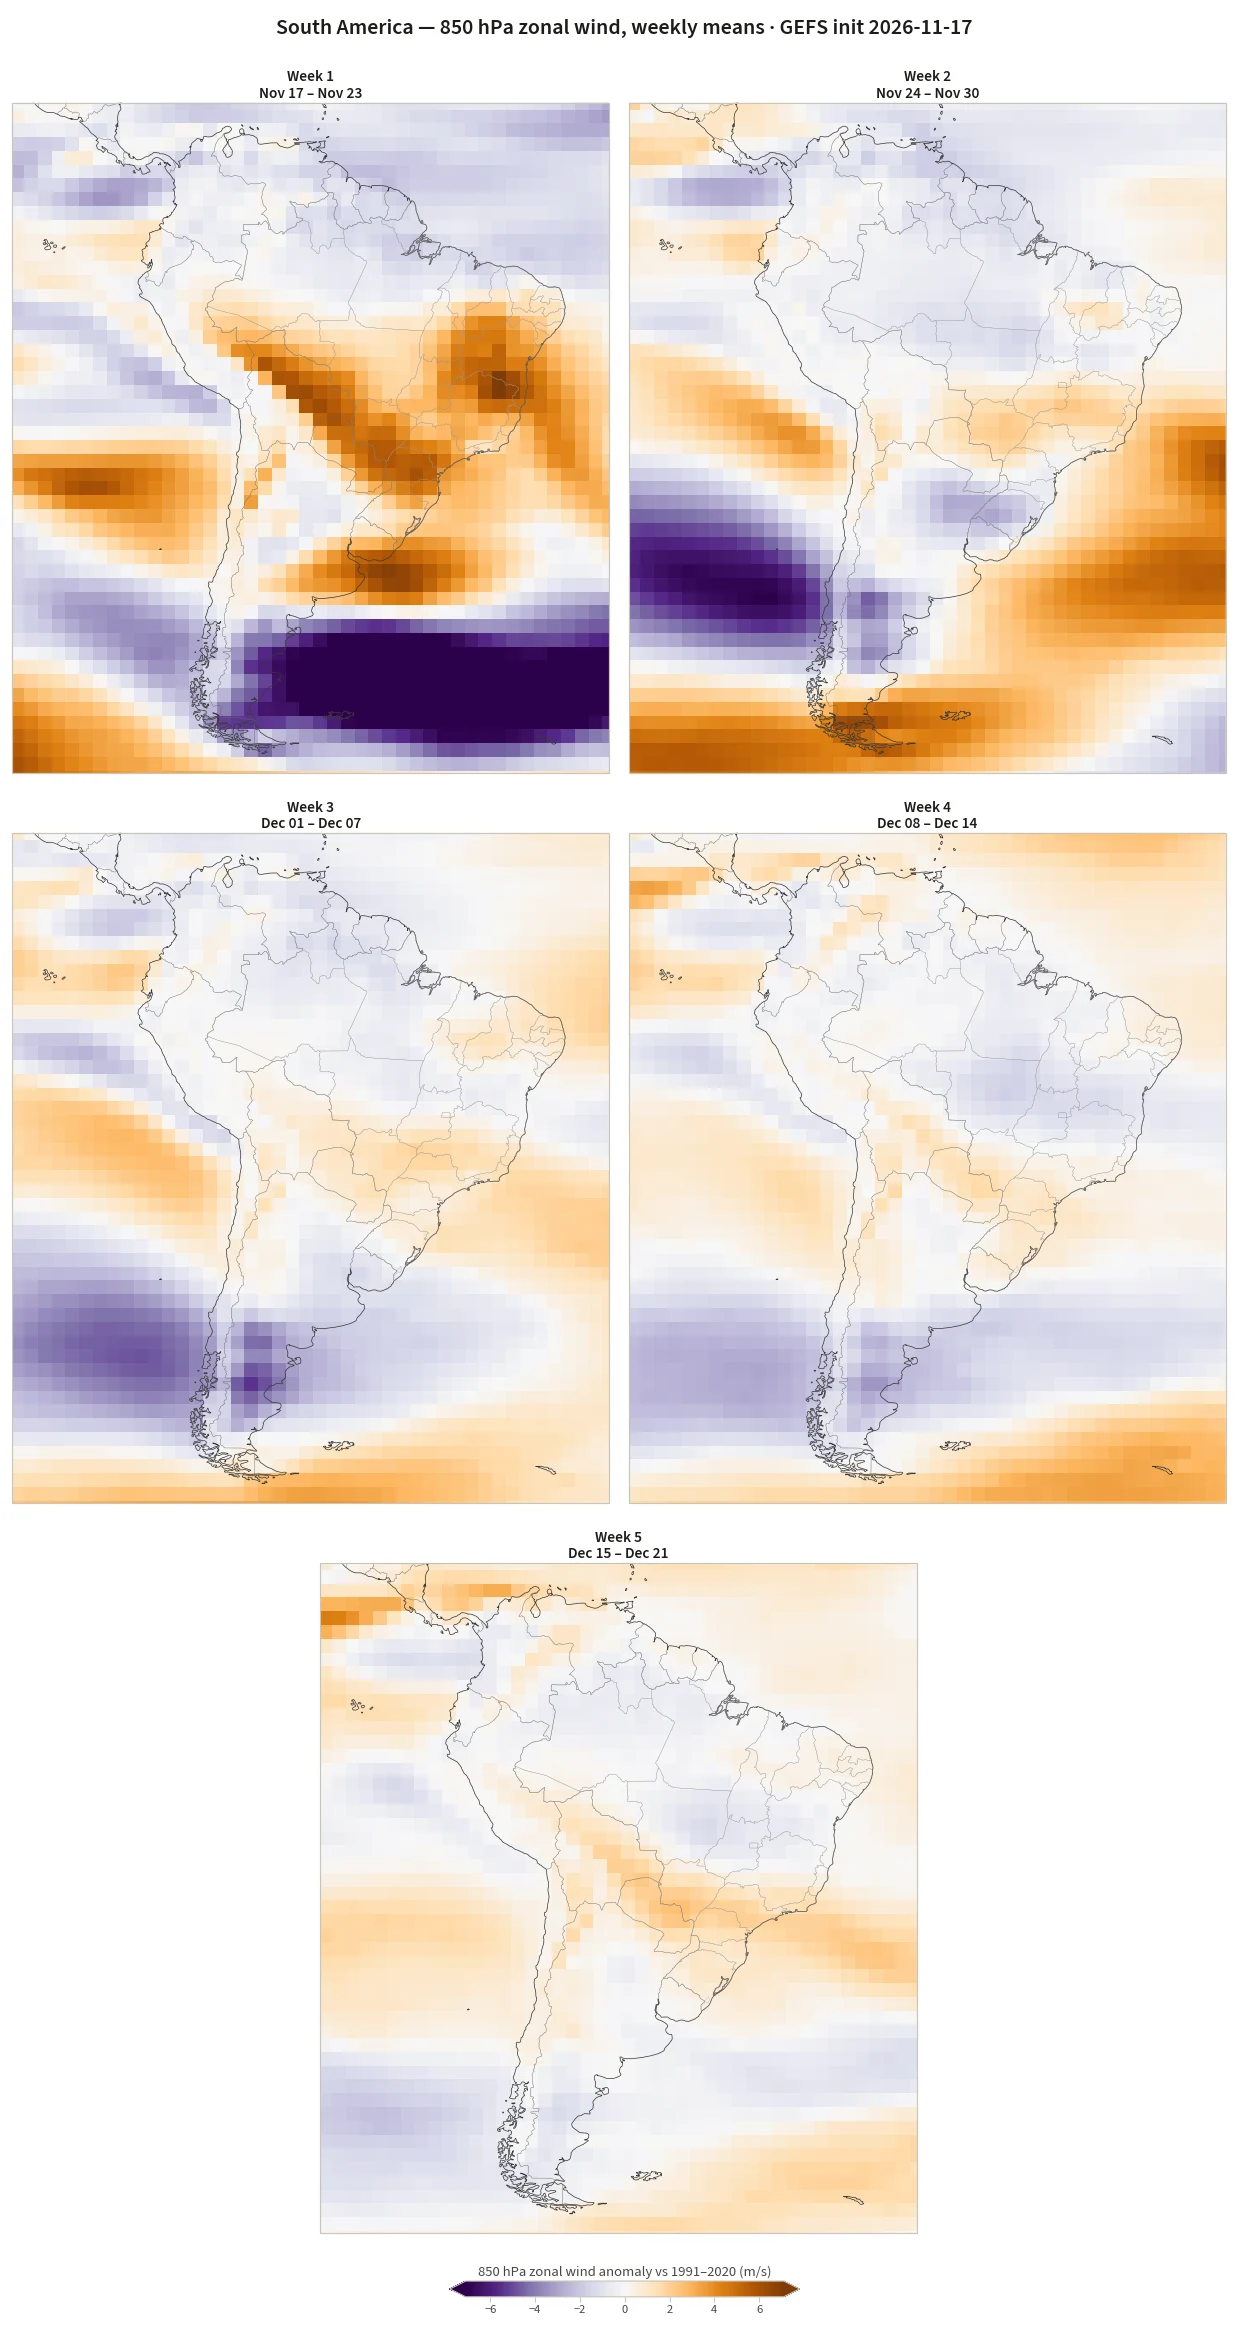 South America — 850 hPa zonal wind, weekly means · GEFS init 2026-11-17
Week 1
Nov 17 – Nov 23
Week 2
Nov 24 – Nov 30
Week 3
Dec 01 – Dec 07
Week 4
Dec 08 – Dec 14
Week 5
Dec 15 – Dec 21
850 hPa zonal wind anomaly vs 1991–2020 (m/s)
−6 −4 −2 0 2 4 6